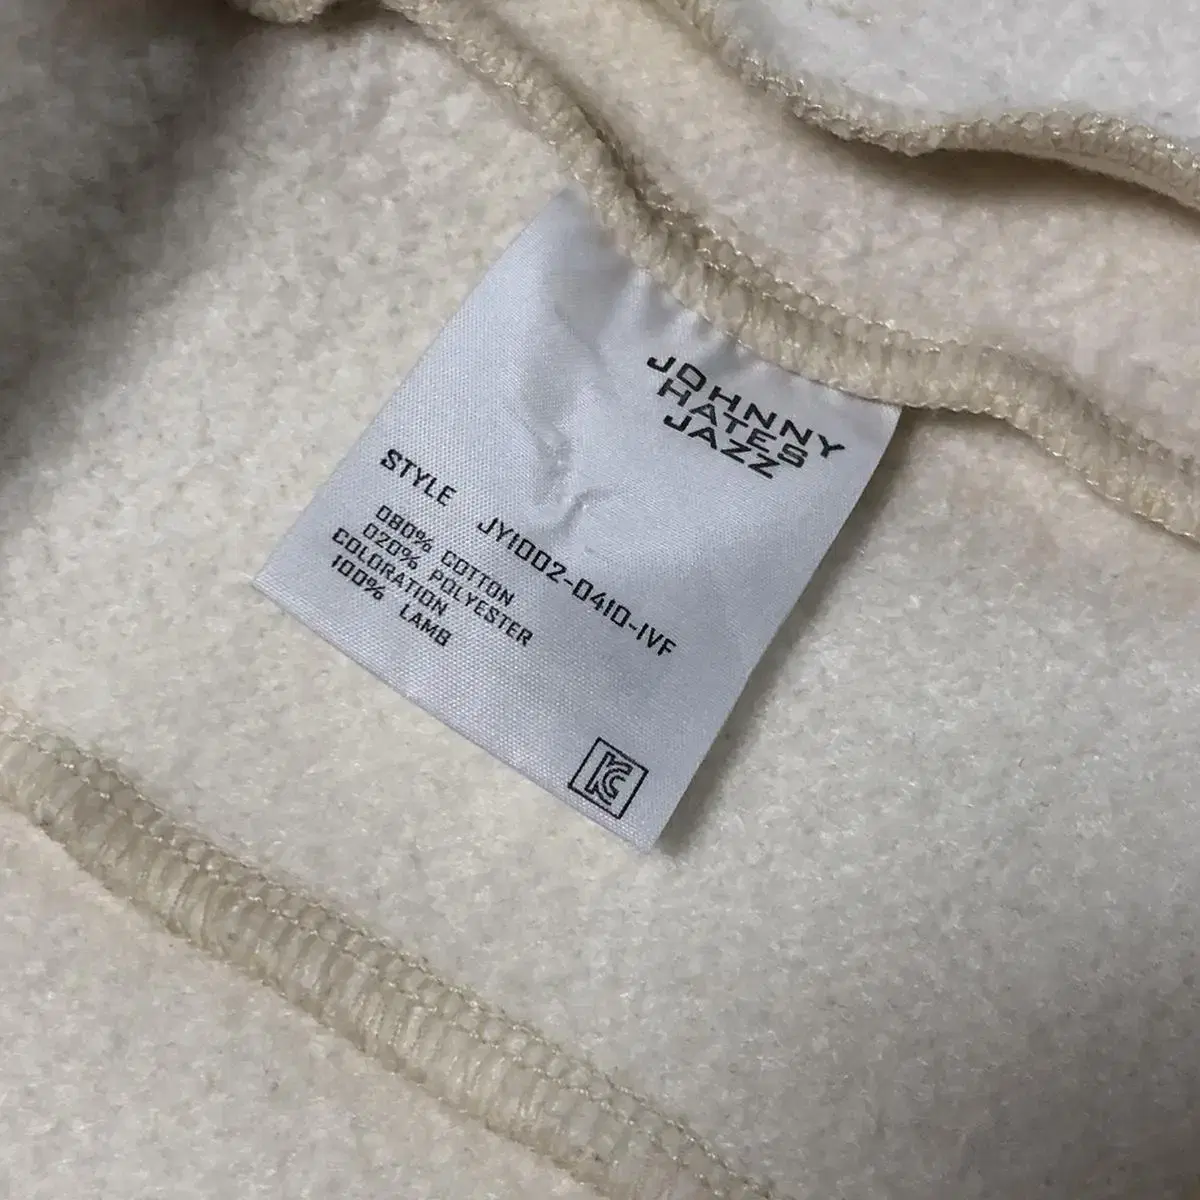 JOHNNY
HATES
JAZZ
STYLE JY1002-0410-IVF
080% COTTON
020% POLYESTER
COLORATION
100% LAMB
KC